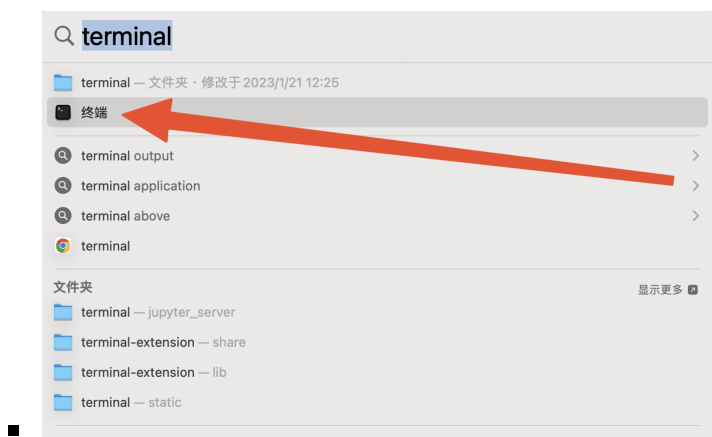 terminal
terminal — 文件夹 · 修改于 2023/1/21 12:25
终端
terminal output
terminal application
terminal above
terminal
文件夹 显示更多
terminal — jupyter_server
terminal-extension — share
terminal-extension — lib
terminal — static